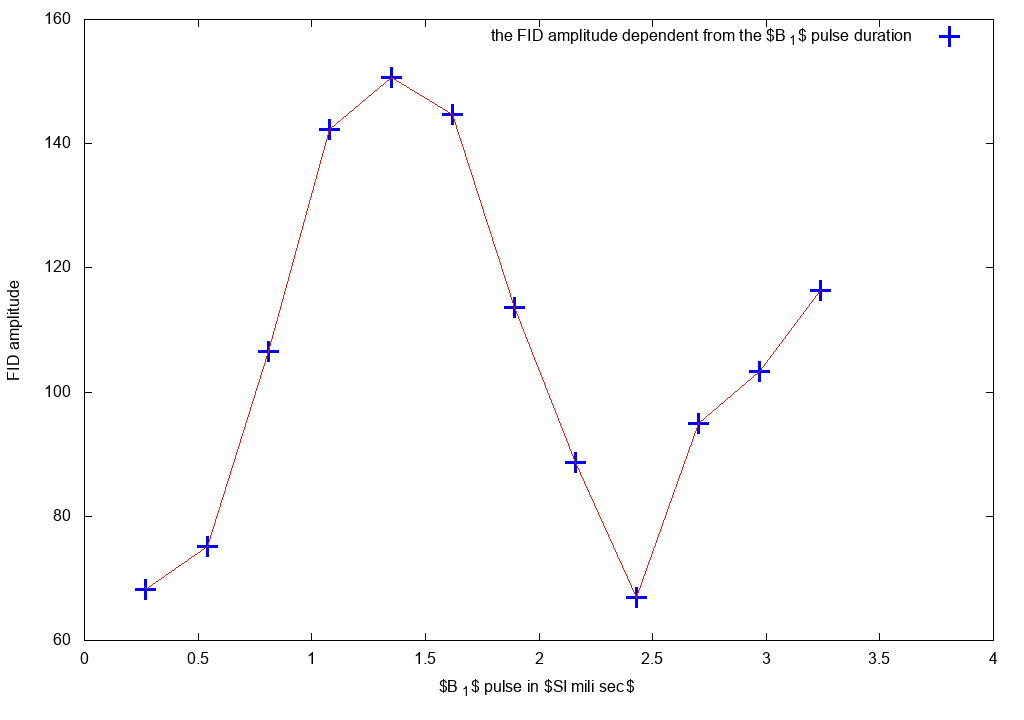 160
the FID amplitude dependent from the $B 1$ pulse duration
140
120
FID amplitude
100
80
60
0 0.5 1 1.5 2 2.5 3 3.5 4
$B 1$ pulse in $SI mili sec$